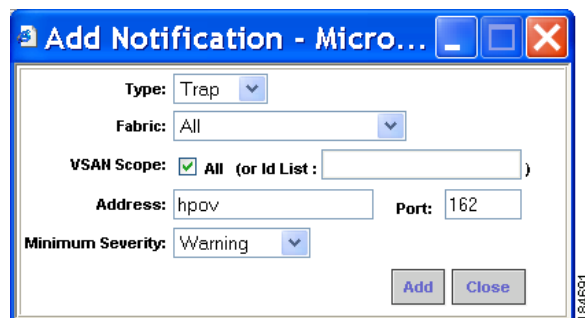 Add Notification - Micro...
Type: Trap
Fabric: All
VSAN Scope: All (or Id List : )
Address: hpov Port: 162
Minimum Severity: Warning
Add Close
184691